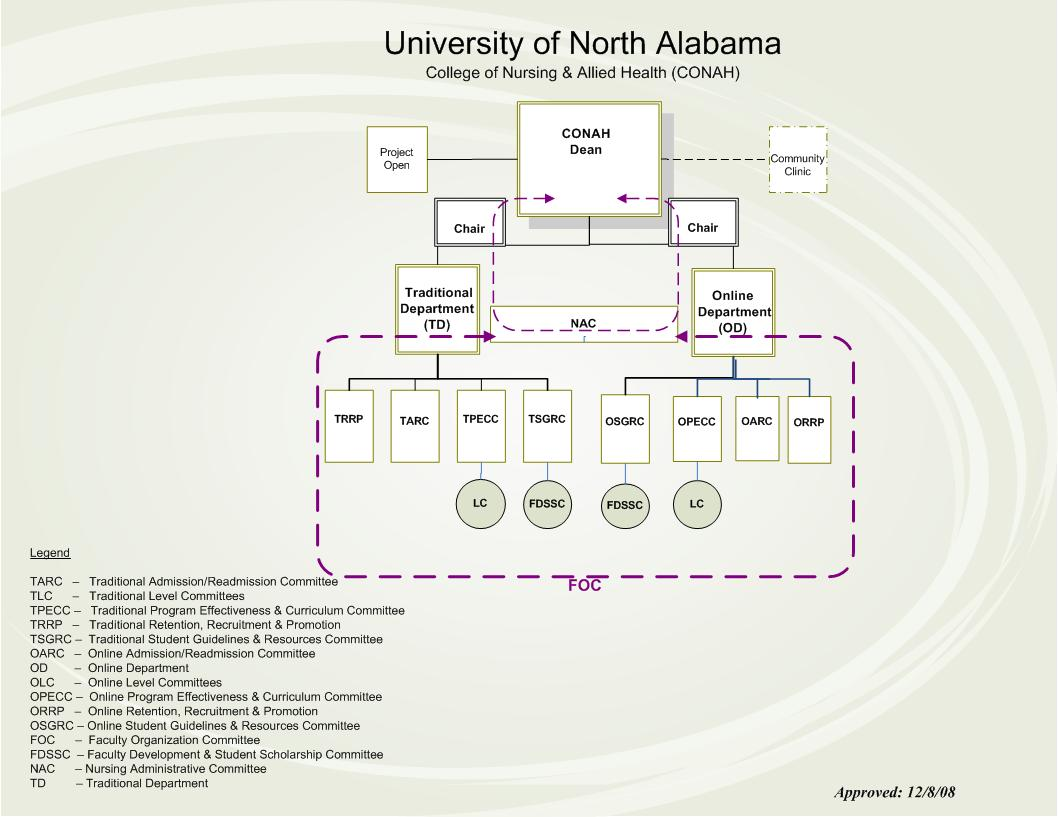 University of North Alabama
College of Nursing & Allied Health (CONAH)
CONAH
Dean
Project
Open
Community
Clinic
Chair
Chair
Traditional
Department
(TD)
NAC
Online
Department
(OD)
TRRP
TARC
TPECC
TSGRC
OSGRC
OPECC
OARC
ORRP
LC
FDSSC
FDSSC
LC
FOC
Legend
TARC – Traditional Admission/Readmission Committee
TLC – Traditional Level Committees
TPECC – Traditional Program Effectiveness & Curriculum Committee
TRRP – Traditional Retention, Recruitment & Promotion
TSGRC – Traditional Student Guidelines & Resources Committee
OARC – Online Admission/Readmission Committee
OD – Online Department
OLC – Online Level Committees
OPECC – Online Program Effectiveness & Curriculum Committee
ORRP – Online Retention, Recruitment & Promotion
OSGRC – Online Student Guidelines & Resources Committee
FOC – Faculty Organization Committee
FDSSC – Faculty Development & Student Scholarship Committee
NAC – Nursing Administrative Committee
TD – Traditional Department
Approved: 12/8/08